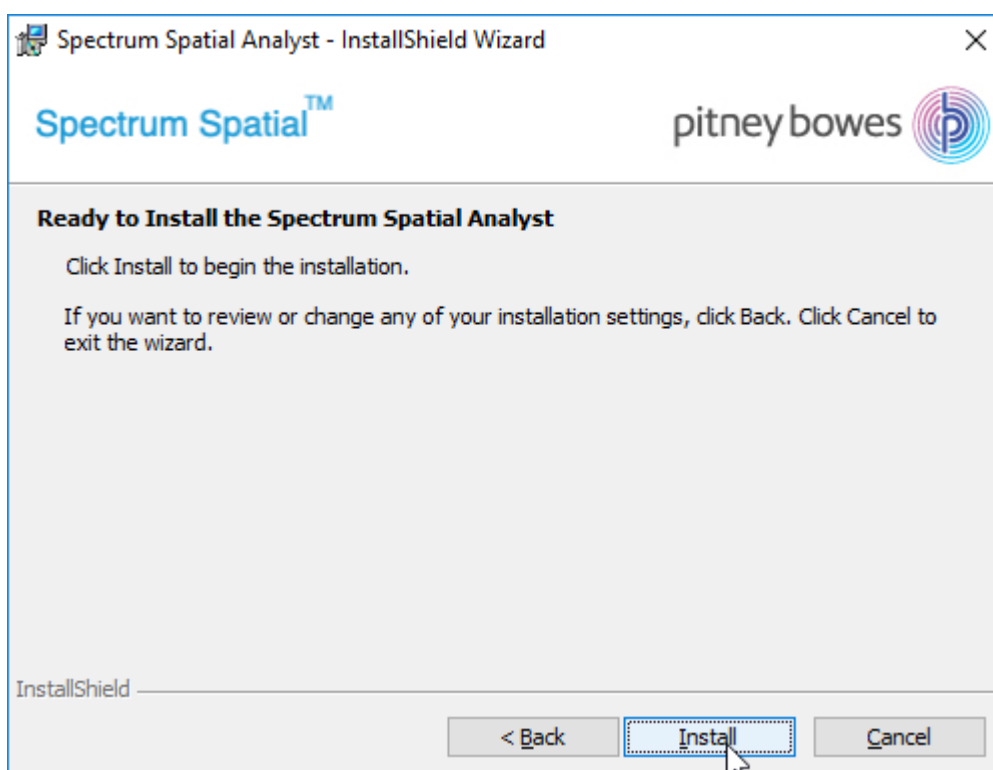 Spectrum Spatial Analyst - InstallShield Wizard
Spectrum Spatial™
pitney bowes
Ready to Install the Spectrum Spatial Analyst
Click Install to begin the installation.
If you want to review or change any of your installation settings, click Back. Click Cancel to
exit the wizard.
InstallShield
< Back
Install
Cancel